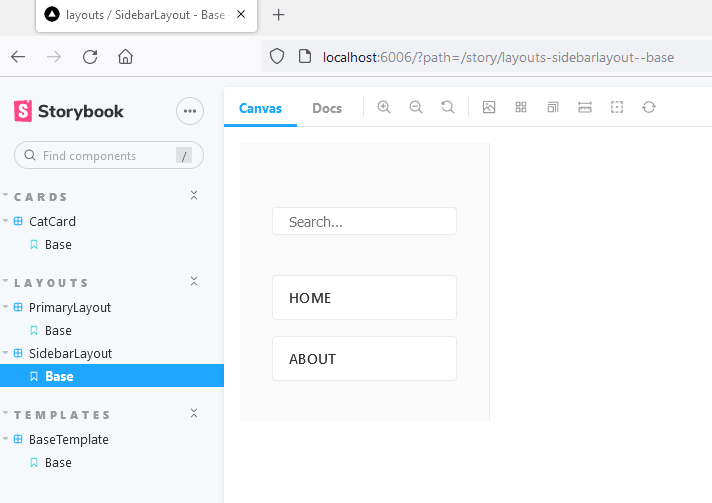 layouts / SidebarLayout - Base
localhost:6006/?path=/story/layouts-sidebarlayout--base
Storybook
Canvas
Docs
Find components
/
CARDS
CatCard
Base
LAYOUTS
PrimaryLayout
Base
SidebarLayout
Base
TEMPLATES
BaseTemplate
Base
Search...
HOME
ABOUT